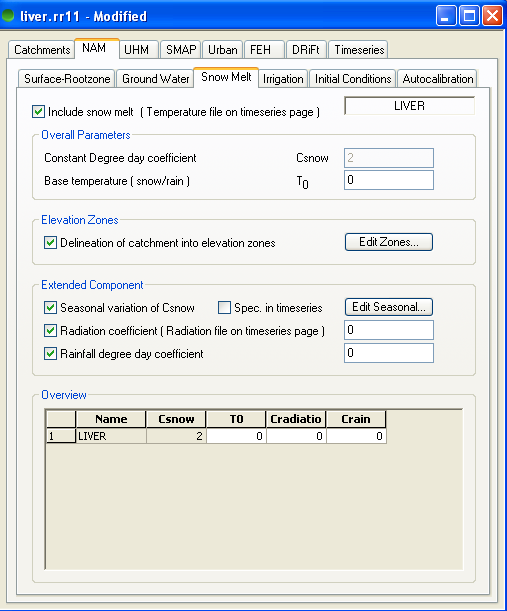 liver.rr11 - Modified
Catchments NAM UHM SMAP Urban FEH DRiFt Timeseries
Surface-Rootzone Ground Water Snow Melt Irrigation Initial Conditions Autocalibration
Include snow melt ( Temperature file on timeseries page ) LIVER
Overall Parameters
Constant Degree day coefficient Csnow 2
Base temperature ( snow/rain ) T0 0
Elevation Zones
Delineation of catchment into elevation zones Edit Zones...
Extended Component
Seasonal variation of Csnow Spec. in timeseries Edit Seasonal...
Radiation coefficient ( Radiation file on timeseries page ) 0
Rainfall degree day coefficient 0
Overview
Name Csnow T0 Cradiatio Crain
1 LIVER 2 0 0 0